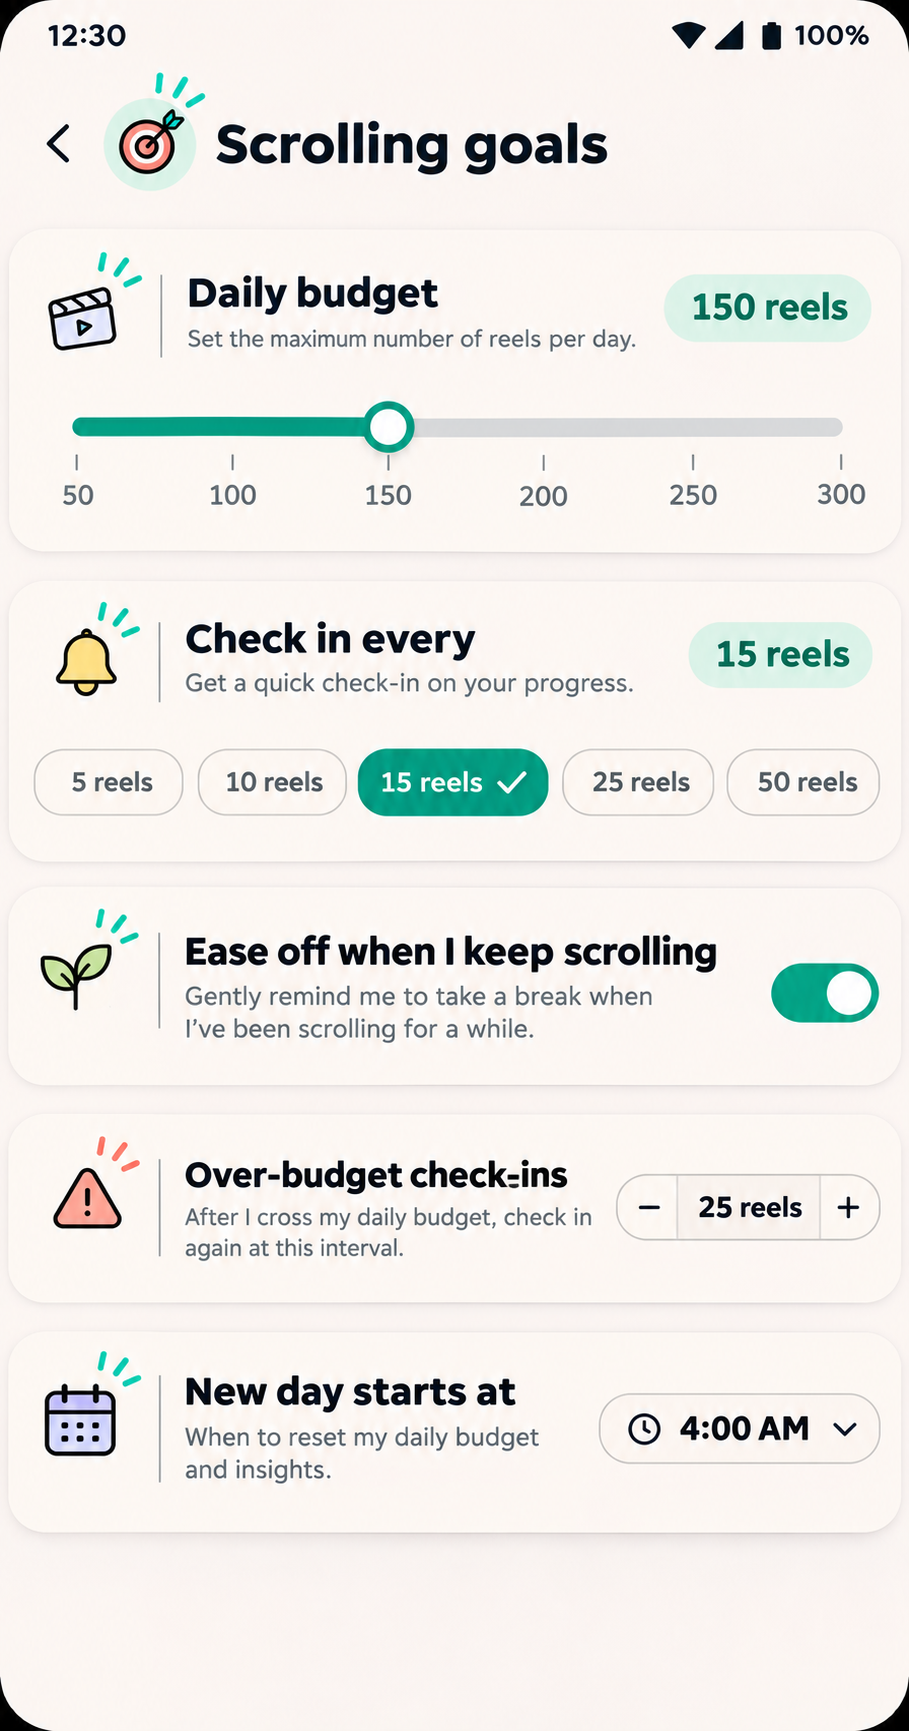 12:30
100%
Scrolling goals
Daily budget
150 reels
Set the maximum number of reels per day.
50 100 150 200 250 300
Check in every
15 reels
Get a quick check-in on your progress.
5 reels 10 reels 15 reels 25 reels 50 reels
Ease off when I keep scrolling
Gently remind me to take a break when
I've been scrolling for a while.
Over-budget check-ins
After I cross my daily budget, check in
again at this interval.
− 25 reels +
New day starts at
When to reset my daily budget
and insights.
4:00 AM